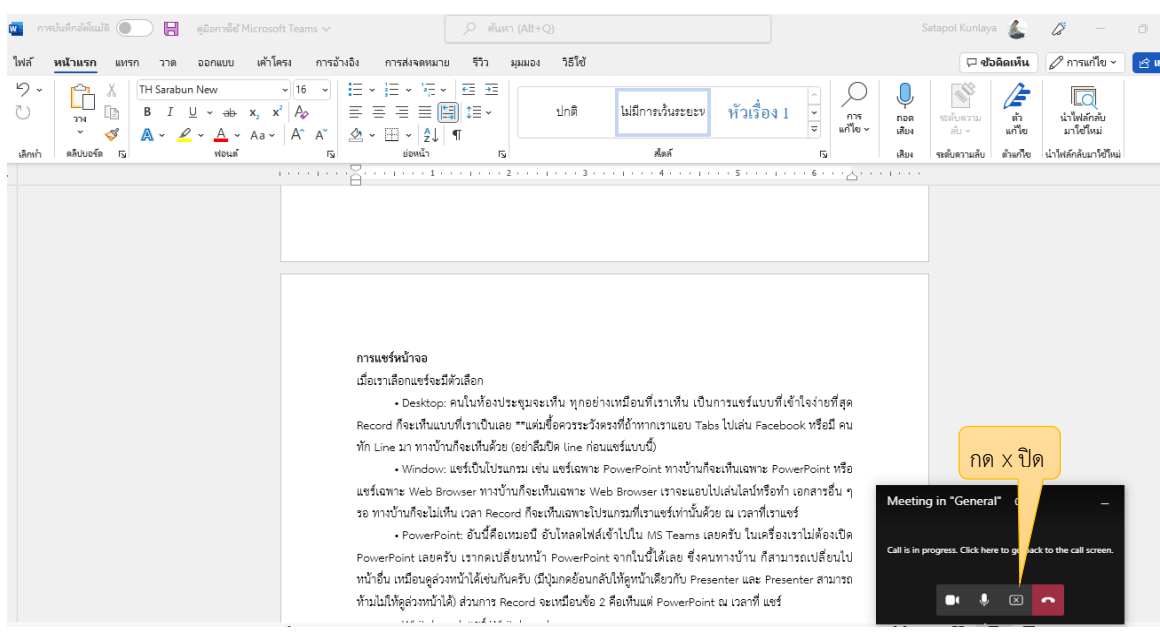 การบันทึกอัตโนมัติ คู่มือการใช้ Microsoft Teams ค้นหา (Alt+Q) Satapol Kunlaya
ไฟล์ หน้าแรก แทรก วาด ออกแบบ เค้าโครง การอ้างอิง การส่งจดหมาย รีวิว มุมมอง วิธีใช้ ข้อคิดเห็น การแก้ไข
TH Sarabun New 16
วาง
ปกติ ไม่มีการเว้นระยะห หัวเรื่อง 1
การแก้ไข
ถอดเสียง
ระดับความลับ
ตัวแก้ไข
นำไฟล์กลับมาใช้ใหม่
เลิกทำ คลิปบอร์ด ฟอนต์ ย่อหน้า สไตล์ เสียง ระดับความลับ ตัวแก้ไข นำไฟล์กลับมาใช้ใหม่
1 2 3 4 5 6
การแชร์หน้าจอ
เมื่อเราเลือกแชร์จะมีตัวเลือก
• Desktop: คนในห้องประชุมจะเห็น ทุกอย่างเหมือนที่เราเห็น เป็นการแชร์แบบที่เข้าใจง่ายที่สุด
Record ก็จะเห็นแบบที่เราเป็นเลย **แต่มขี้อควรระวังตรงที่ถ้าหากเราแอบ Tabs ไปเล่น Facebook หรือมี คน
ทัก Line มา ทางบ้านก็จะเห็นด้วย (อย่าลืมปิด line ก่อนแชร์แบบนี้)
• Window: แชร์เป็นโปรแกรม เช่น แชร์เฉพาะ PowerPoint ทางบ้านก็จะเห็นเฉพาะ PowerPoint หรือ
แชร์เฉพาะ Web Browser ทางบ้านก็จะเห็นเฉพาะ Web Browser เราจะแอบไปเล่นไลน์หรือทำ เอกสารอื่น ๆ
รอ ทางบ้านก็จะไม่เห็น เวลา Record ก็จะเห็นเฉพาะโปรแกรมที่เราแชร์เท่านั้นด้วย ณ เวลาที่เราแชร์
• PowerPoint: อันนี้คือเหมอนี อับโหลดไฟล์เข้าไปใน MS Teams เลยครับ ในเครื่องเราไม่ต้องเปิด
PowerPoint เลยครับ เรากดเปลี่ยนหน้า PowerPoint จากในนี้ได้เลย ซึ่งคนทางบ้าน ก็สามารถเปลี่ยนไป
หน้าอื่น เหมือนดูล่วงหน้าได้เช่นกันครับ (มีปุ่มกดย้อนกลับให้ดูหน้าเดียวกับ Presenter และ Presenter สามารถ
ห้ามไม่ให้ดูล่วงหน้าได้) ส่วนการ Record จะเหมือนข้อ 2 คือเห็นแต่ PowerPoint ณ เวลาที่ แชร์
กด X ปิด
Meeting in "General"
Call is in progress. Click here to go back to the call screen.